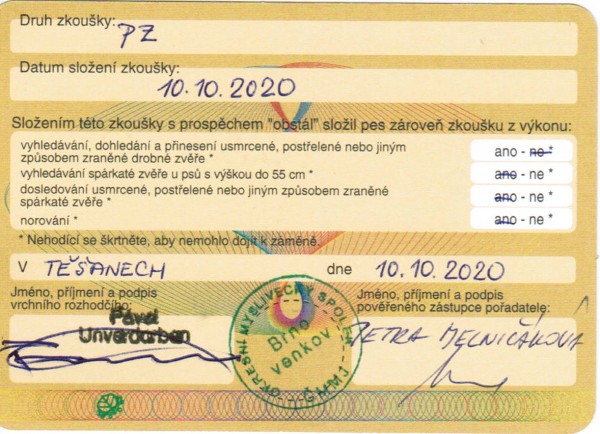 Druh zkoušky: PZ
Datum složení zkoušky:
10.10.2020
Složením této zkoušky s prospěchem "obstál" složil pes zároveň zkoušku z výkonu:
vyhledávání, dohledání a přinesení usmrcené, postřelené nebo jiným
způsobem zraněné drobné zvěře * ano - ne *
vyhledávání spárkaté zvěře u psů s výškou do 55 cm * ano - ne *
dosledování usmrcené, postřelené nebo jiným způsobem zraněné
spárkaté zvěře * ano - ne *
norování * ano - ne *
* Nehodící se škrtněte, aby nemohlo dojít k záměně.
V TĚŠANECH dne 10.10.2020
Jméno, příjmení a podpis
vrchního rozhodčího:
Pavel
Unverdorben
OKRESNÍ MYSLIVECKÝ SPOLEK
Brno
venkov
ČMMJ
Jméno, příjmení a podpis
pověřeného zástupce pořadatele:
PETRA MELNIČÁKOVÁ